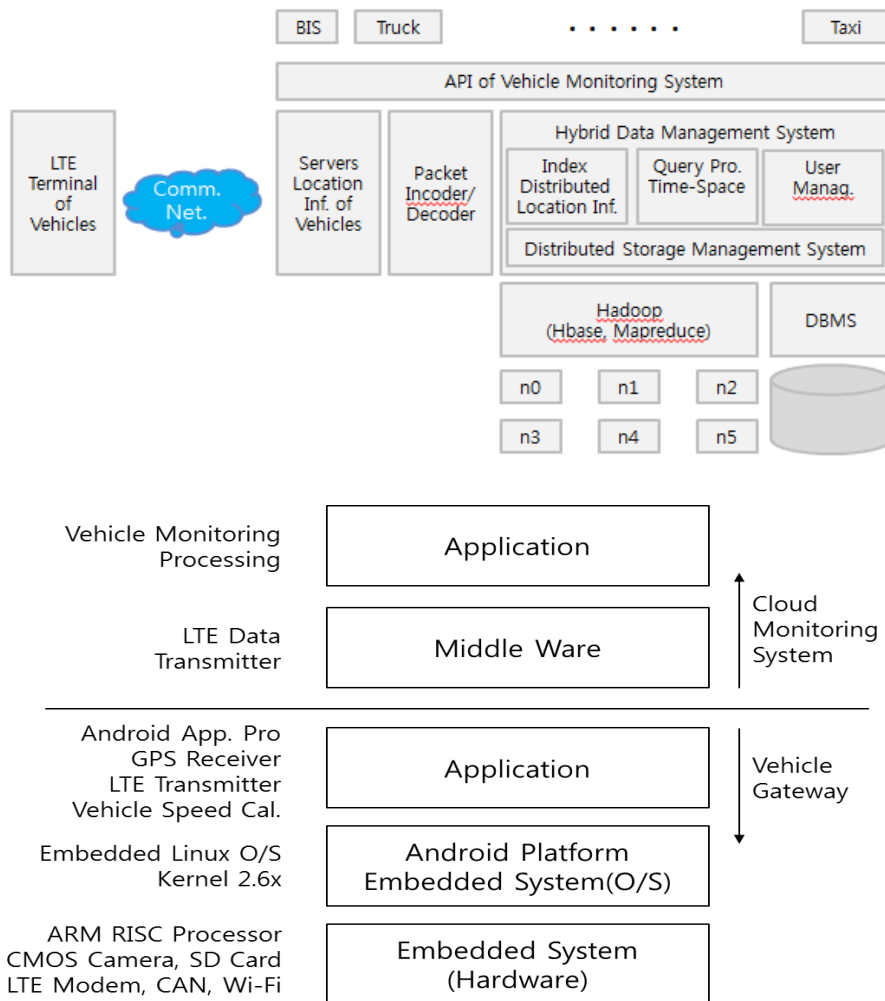 BIS
Truck
. . . . . .
Taxi
API of Vehicle Monitoring System
LTE
Terminal
of
Vehicles
Comm.
Net.
Servers
Location
Inf. of
Vehicles
Packet
Incoder/
Decoder
Hybrid Data Management System
Index
Distributed
Location Inf.
Query Pro.
Time-Space
User
Manag.
Distributed Storage Management System
Hadoop
(Hbase, Mapreduce)
DBMS
n0
n1
n2
n3
n4
n5
Vehicle Monitoring
Processing
Application
LTE Data
Transmitter
Middle Ware
Cloud
Monitoring
System
Android App. Pro
GPS Receiver
LTE Transmitter
Vehicle Speed Cal.
Application
Vehicle
Gateway
Embedded Linux O/S
Kernel 2.6x
Android Platform
Embedded System(O/S)
ARM RISC Processor
CMOS Camera, SD Card
LTE Modem, CAN, Wi-Fi
Embedded System
(Hardware)